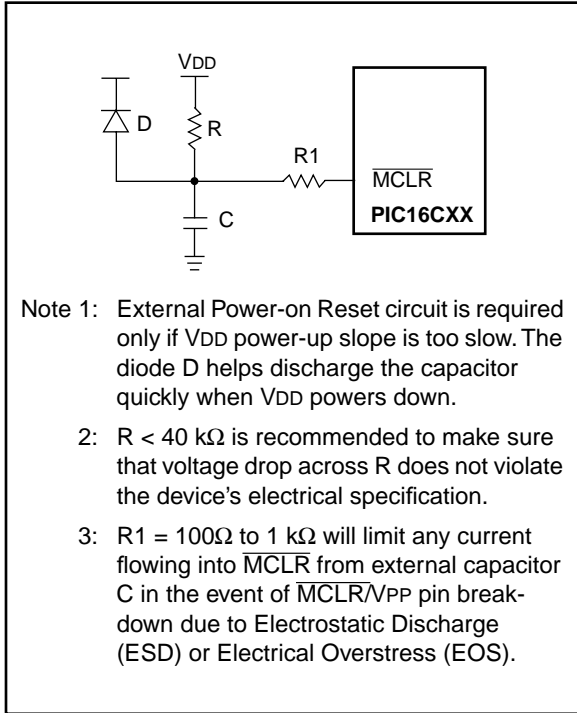 VDD
D
R
R1
MCLR
PIC16CXX
C
Note 1: External Power-on Reset circuit is required
only if VDD power-up slope is too slow. The
diode D helps discharge the capacitor
quickly when VDD powers down.
2: R < 40 kΩ is recommended to make sure
that voltage drop across R does not violate
the device's electrical specification.
3: R1 = 100Ω to 1 kΩ will limit any current
flowing into MCLR from external capacitor
C in the event of MCLR/VPP pin break-
down due to Electrostatic Discharge
(ESD) or Electrical Overstress (EOS).